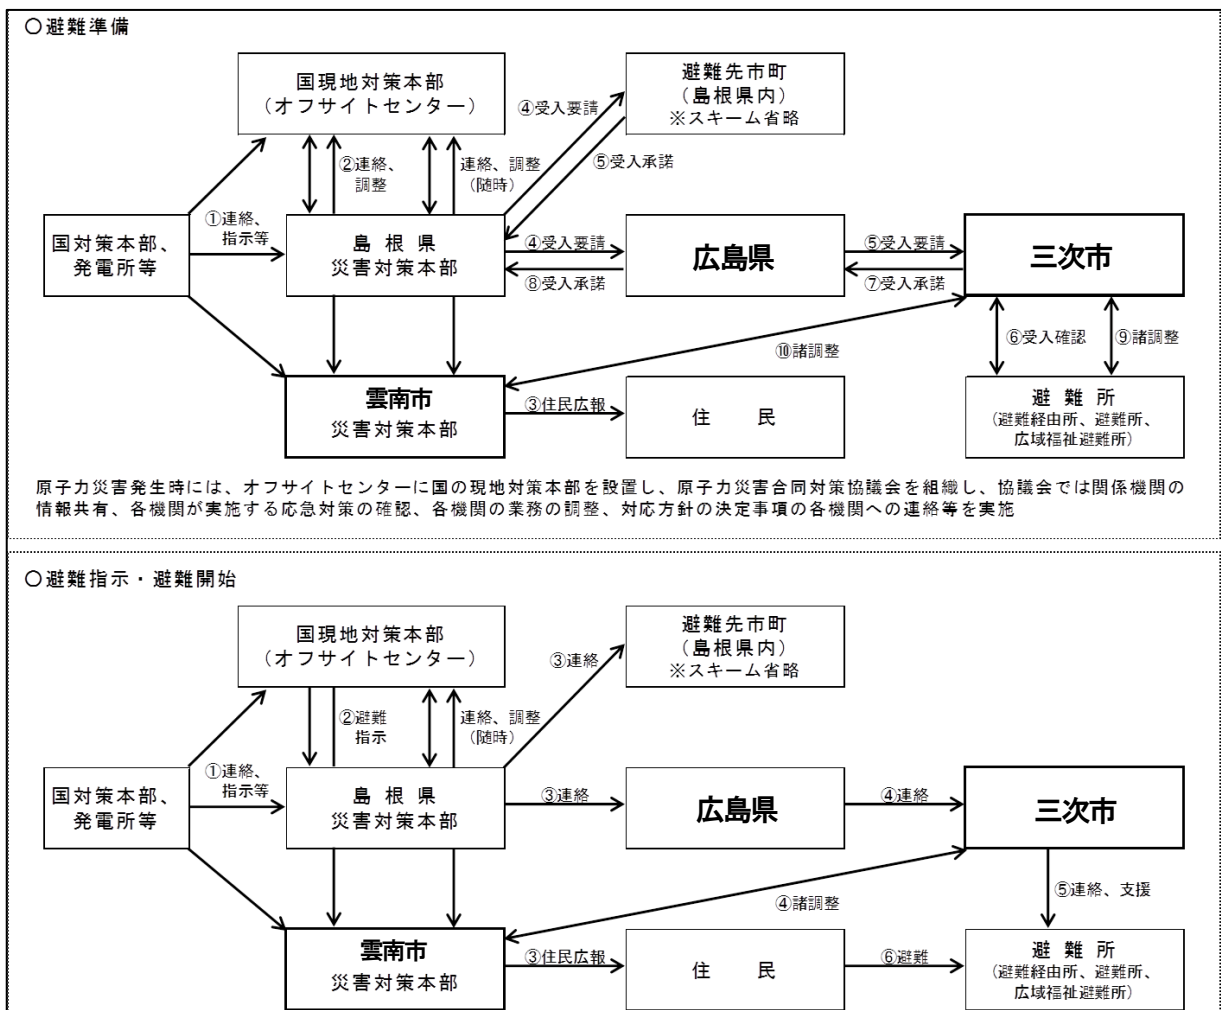 〇避難準備
国現地対策本部
(オフサイトセンター)
避難先市町
(島根県内)
※スキーム省略
④受入要請
⑤受入承諾
②連絡、
調整
連絡、調整
(随時)
①連絡、
指示等
国対策本部、
発電所等
島根県
災害対策本部
④受入要請
⑧受入承諾
広島県
⑤受入要請
⑦受入承諾
三次市
⑥受入確認
⑨諸調整
⑩諸調整
雲南市
災害対策本部
③住民広報
住民
避難所
(避難経由所、避難所、
広域福祉避難所)
原子力災害発生時には、オフサイトセンターに国の現地対策本部を設置し、原子力災害合同対策協議会を組織し、協議会では関係機関の
情報共有、各機関が実施する応急対策の確認、各機関の業務の調整、対応方針の決定事項の各機関への連絡等を実施
〇避難指示・避難開始
国現地対策本部
(オフサイトセンター)
避難先市町
(島根県内)
※スキーム省略
③連絡
②避難
指示
連絡、調整
(随時)
①連絡、
指示等
国対策本部、
発電所等
島根県
災害対策本部
③連絡
広島県
④連絡
三次市
⑤連絡、支援
④諸調整
雲南市
災害対策本部
③住民広報
住民
⑥避難
避難所
(避難経由所、避難所、
広域福祉避難所)